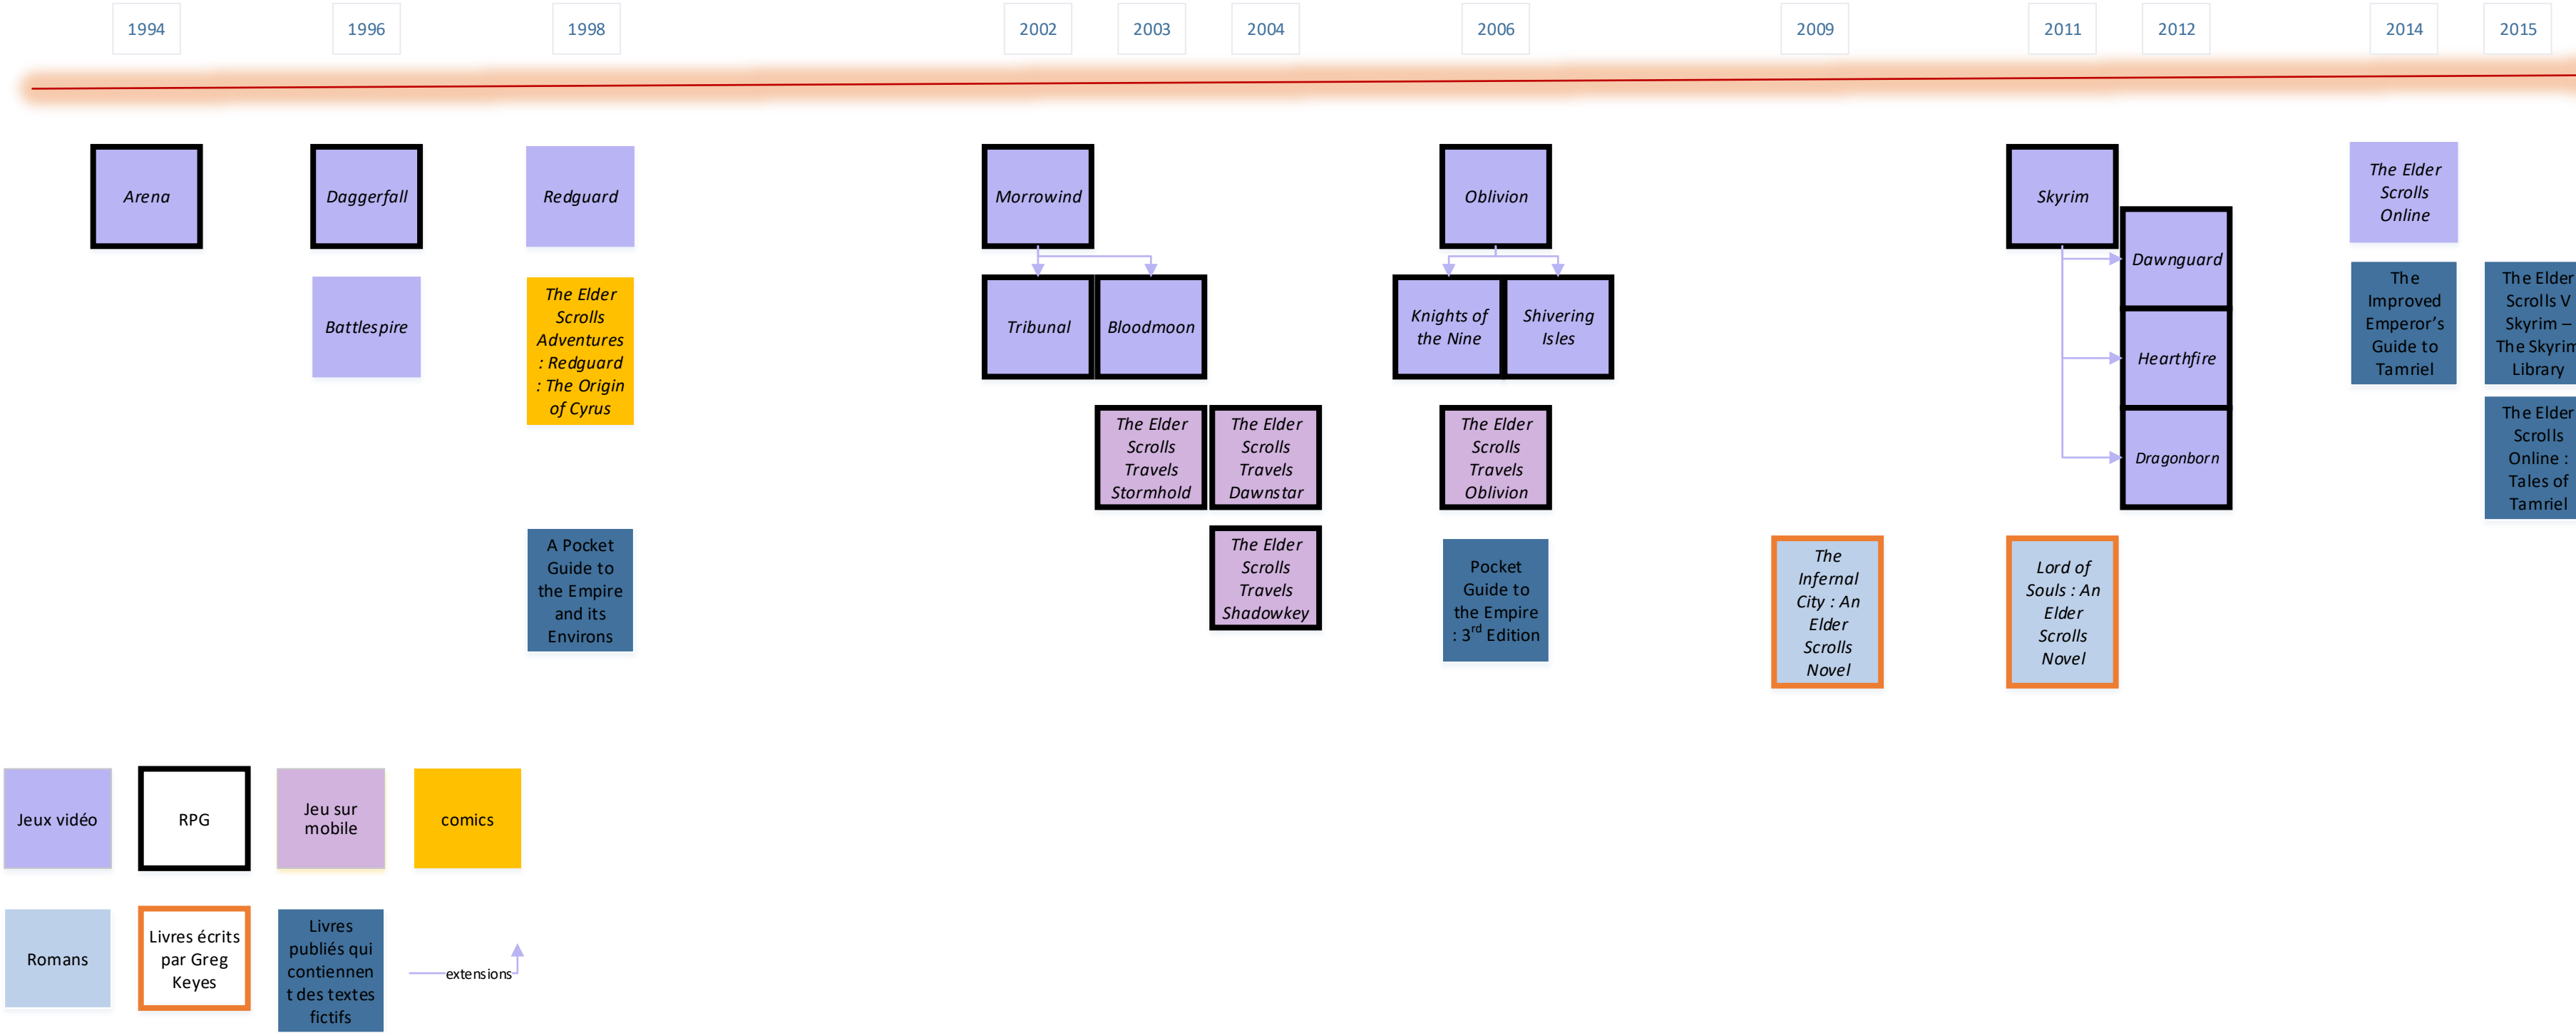 1994
1996
1998
2002
2003
2004
2006
2009
2011
2012
2014
2015
Arena
Daggerfall
Redguard
Morrowind
Oblivion
Skyrim
The Elder
Scrolls
Online
Dawnguard
Battlespire
The Elder
Scrolls
Adventures
: Redguard
: The Origin
of Cyrus
Tribunal
Bloodmoon
Knights of
the Nine
Shivering
Isles
Hearthfire
The
Improved
Emperor’s
Guide to
Tamriel
The Elder
Scrolls V
Skyrim –
The Skyrim
Library
The Elder
Scrolls
Travels
Stormhold
The Elder
Scrolls
Travels
Dawnstar
The Elder
Scrolls
Travels
Oblivion
Dragonborn
The Elder
Scrolls
Online :
Tales of
Tamriel
A Pocket
Guide to
the Empire
and its
Environs
The Elder
Scrolls
Travels
Shadowkey
Pocket
Guide to
the Empire
: 3rd Edition
The
Infernal
City : An
Elder
Scrolls
Novel
Lord of
Souls : An
Elder
Scrolls
Novel
Jeux vidéo
RPG
Jeu sur
mobile
comics
Romans
Livres écrits
par Greg
Keyes
Livres
publiés qui
contiennen
t des textes
fictifs
extensions